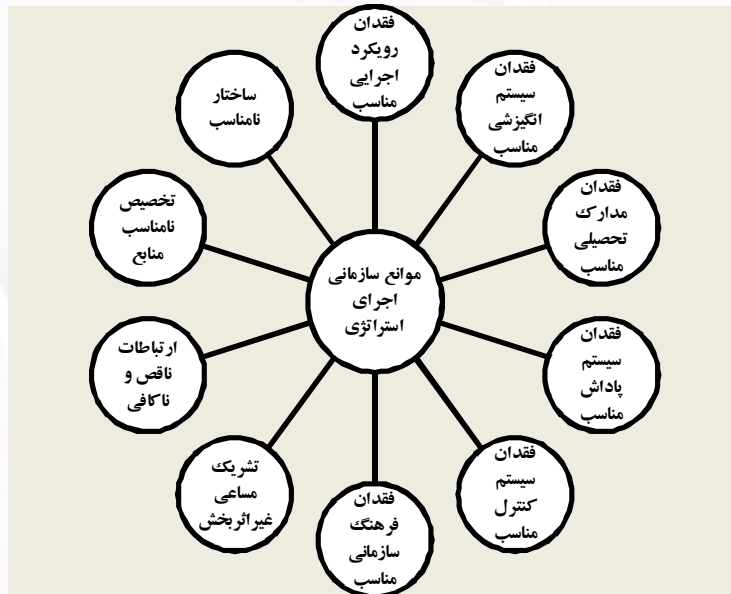 فقدان
رویکرد
اجرایی
مناسب
فقدان
سیستم
انگیزشی
مناسب
فقدان
مدارک
تحصیلی
مناسب
فقدان
سیستم
پاداش
مناسب
فقدان
سیستم
کنترل
مناسب
فقدان
فرهنگ
سازمانی
مناسب
تشریک
مساعی
غیراثربخش
ارتباطات
ناقص و
ناکافی
تخصیص
نامناسب
منابع
ساختار
نامناسب
موانع سازمانی
اجرای
استراتژی